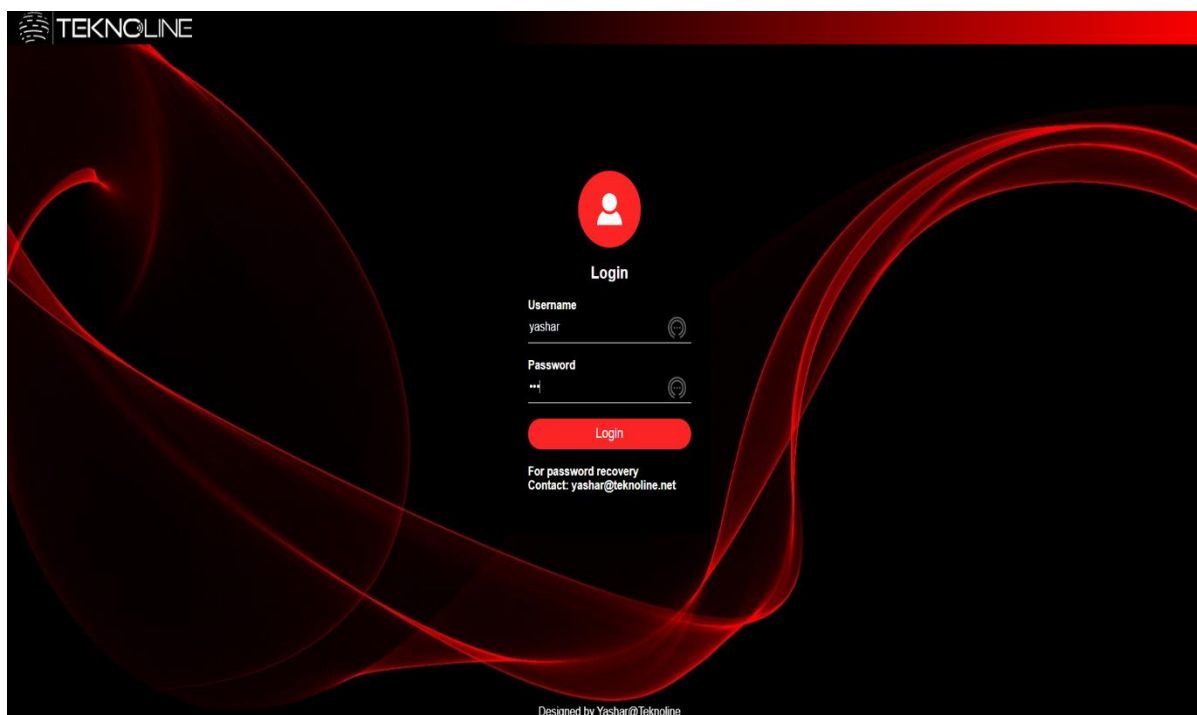 TEKNOLINE
Login
Username
yashar
Password
•••
Login
For password recovery
Contact: yashar@teknoline.net
Designed by Yashar@Teknoline